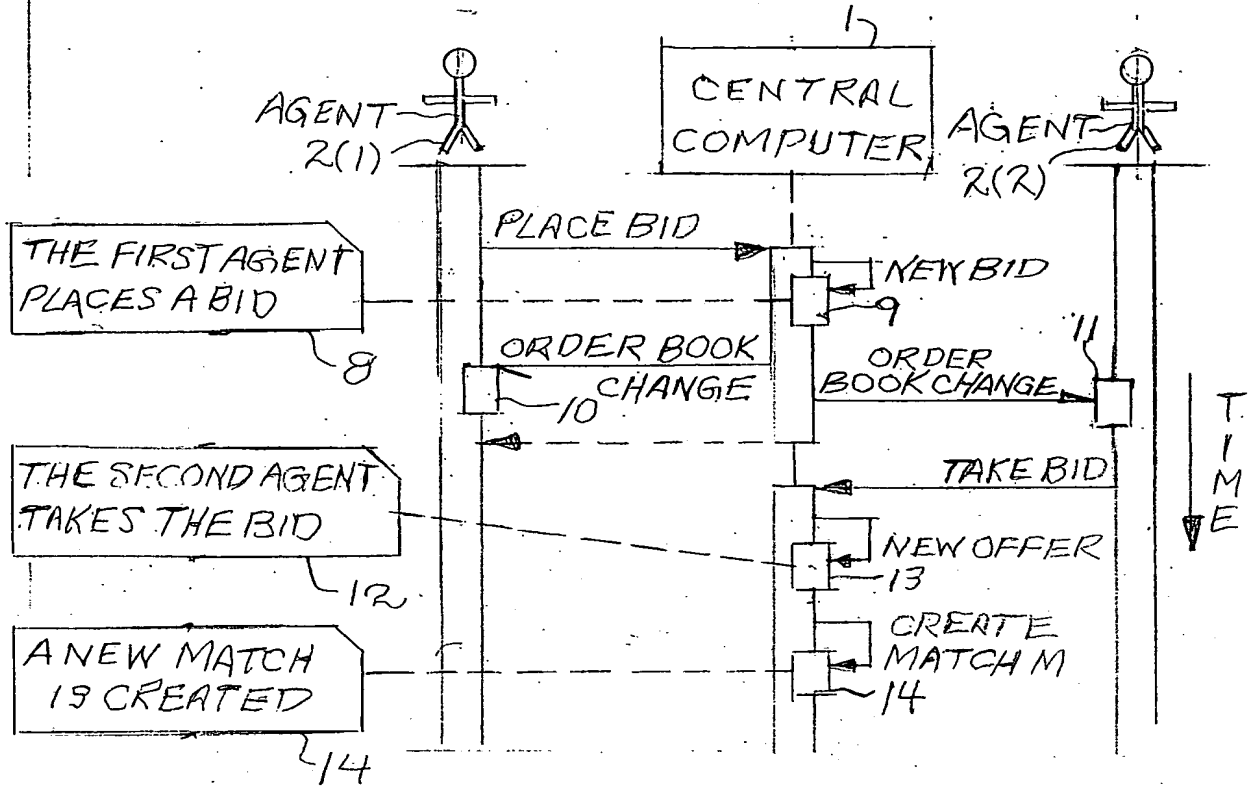 1
CENTRAL
COMPUTER
AGENT
2(1)
AGENT
2(2)
PLACE BID
THE FIRST AGENT
PLACES A BID
8
NEW BID
9
ORDER BOOK
CHANGE
10
ORDER
BOOK CHANGE
11
TIME
TAKE BID
THE SECOND AGENT
TAKES THE BID
12
NEW OFFER
13
CREATE
MATCH M
14
A NEW MATCH
IS CREATED
14